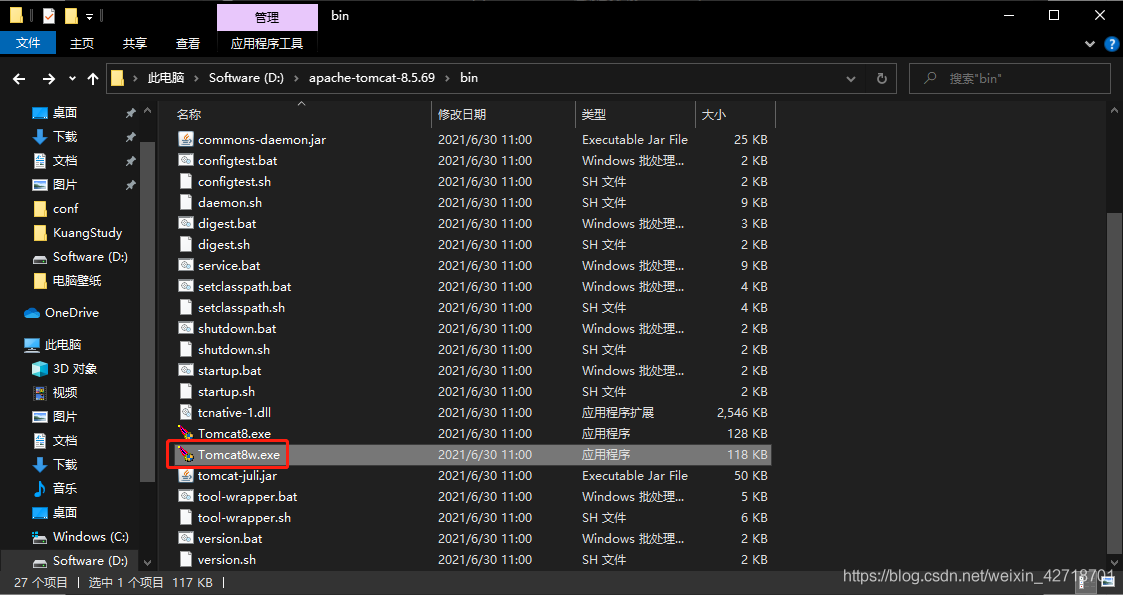 管理
bin
文件 主页 共享 查看 应用程序工具
此电脑 Software (D:) apache-tomcat-8.5.69 bin
搜索"bin"
桌面
下载
文档
图片
conf
KuangStudy
Software (D:)
电脑壁纸
OneDrive
此电脑
3D 对象
视频
图片
文档
下载
音乐
桌面
Windows (C:)
Software (D:)
名称 修改日期 类型 大小
commons-daemon.jar 2021/6/30 11:00 Executable Jar File 25 KB
configtest.bat 2021/6/30 11:00 Windows 批处理... 2 KB
configtest.sh 2021/6/30 11:00 SH 文件 2 KB
daemon.sh 2021/6/30 11:00 SH 文件 9 KB
digest.bat 2021/6/30 11:00 Windows 批处理... 3 KB
digest.sh 2021/6/30 11:00 SH 文件 2 KB
service.bat 2021/6/30 11:00 Windows 批处理... 9 KB
setclasspath.bat 2021/6/30 11:00 Windows 批处理... 4 KB
setclasspath.sh 2021/6/30 11:00 SH 文件 4 KB
shutdown.bat 2021/6/30 11:00 Windows 批处理... 2 KB
shutdown.sh 2021/6/30 11:00 SH 文件 2 KB
startup.bat 2021/6/30 11:00 Windows 批处理... 2 KB
startup.sh 2021/6/30 11:00 SH 文件 2 KB
tcnative-1.dll 2021/6/30 11:00 应用程序扩展 2,546 KB
Tomcat8.exe 2021/6/30 11:00 应用程序 128 KB
Tomcat8w.exe 2021/6/30 11:00 应用程序 118 KB
tomcat-juli.jar 2021/6/30 11:00 Executable Jar File 50 KB
tool-wrapper.bat 2021/6/30 11:00 Windows 批处理... 5 KB
tool-wrapper.sh 2021/6/30 11:00 SH 文件 6 KB
version.bat 2021/6/30 11:00 Windows 批处理... 2 KB
version.sh 2021/6/30 11:00 SH 文件 2 KB
27 个项目 选中 1 个项目 117 KB
https://blog.csdn.net/weixin_42718701